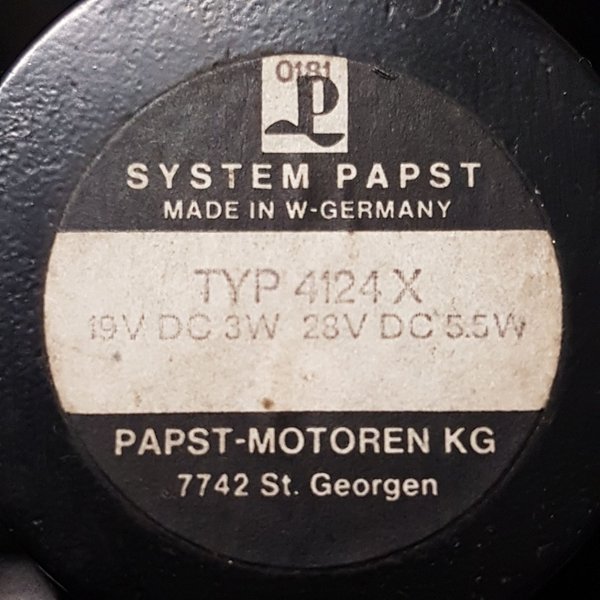 0181
P
SYSTEM PAPST
MADE IN W-GERMANY
TYP 4124 X
19V DC 3W 28V DC 5.5W
PAPST-MOTOREN KG
7742 St. Georgen